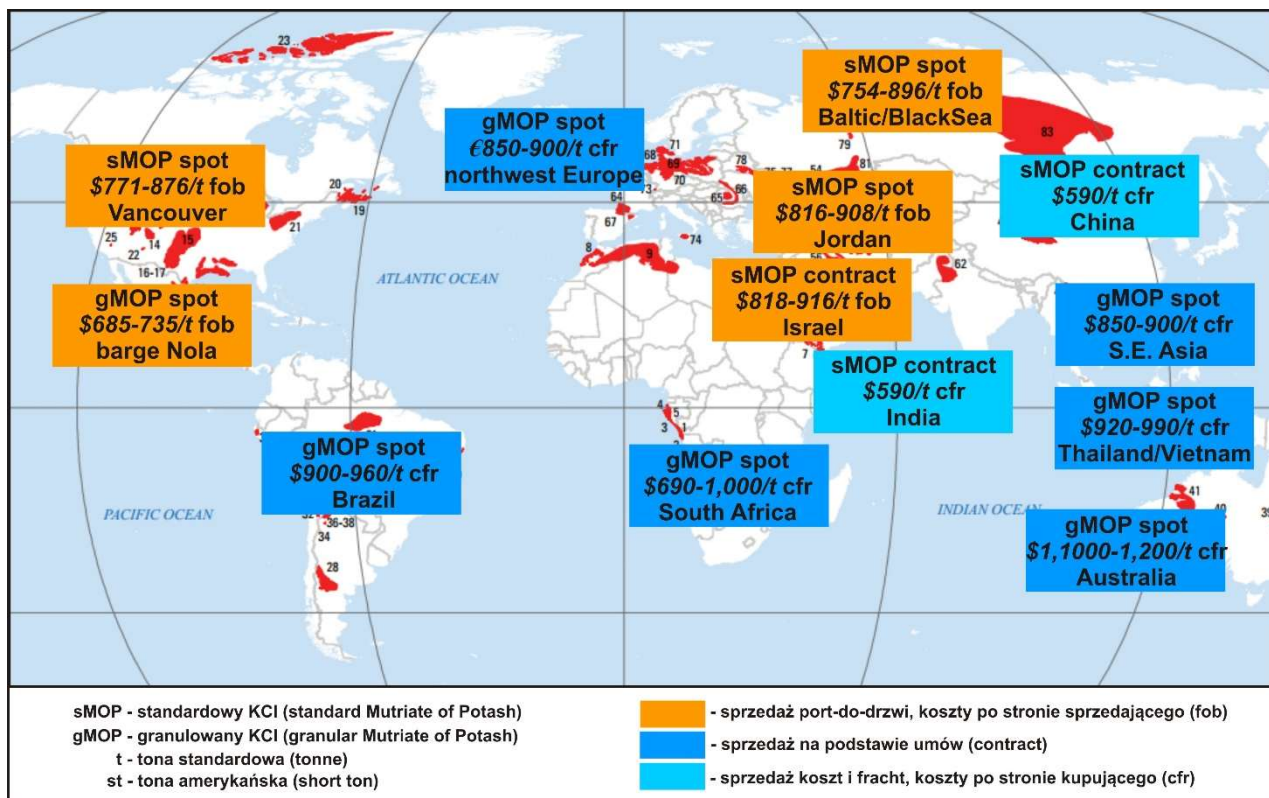 23
sMOP spot
$754-896/t fob
Baltic/BlackSea
gMOP spot
€850-900/t cfr
northwest Europe
sMOP spot
$771-876/t fob
Vancouver
83
79
71
68
69
70
78
54
81
sMOP contract
$590/t cfr
China
sMOP spot
$816-908/t fob
Jordan
20
19
21
64
73
65
66
67
25
14
15
22
16-17
74
8
9
56
62
ATLANTIC OCEAN
sMOP contract
$818-916/t fob
Israel
gMOP spot
$685-735/t fob
barge Nola
gMOP spot
$850-900/t cfr
S.E. Asia
7
sMOP contract
$590/t cfr
India
4
5
3
1
gMOP spot
$920-990/t cfr
Thailand/Vietnam
gMOP spot
$900-960/t cfr
Brazil
gMOP spot
$690-1,000/t cfr
South Africa
PACIFIC OCEAN
INDIAN OCEAN
41
36-38
34
28
gMOP spot
$1,1000-1,200/t cfr
Australia
sMOP - standardowy KCl (standard Mutriate of Potash)
gMOP - granulowany KCl (granular Mutriate of Potash)
t - tona standardowa (tonne)
st - tona amerykańska (short ton)
- sprzedaż port-do-drzwi, koszty po stronie sprzedającego (fob)
- sprzedaż na podstawie umów (contract)
- sprzedaż koszt i fracht, koszty po stronie kupującego (cfr)